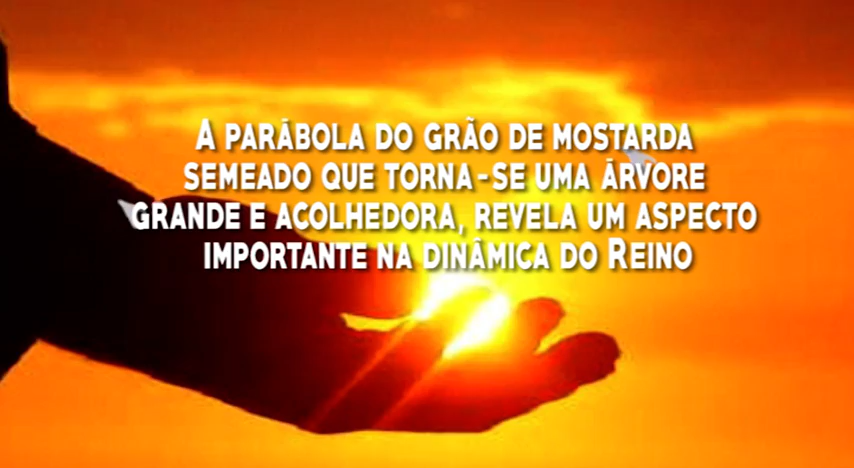 A PARÁBOLA DO GRÃO DE MOSTARDA
SEMEADO QUE TORNA-SE UMA ÁRVORE
GRANDE E ACOLHEDORA, REVELA UM ASPECTO
IMPORTANTE NA DINÂMICA DO REINO